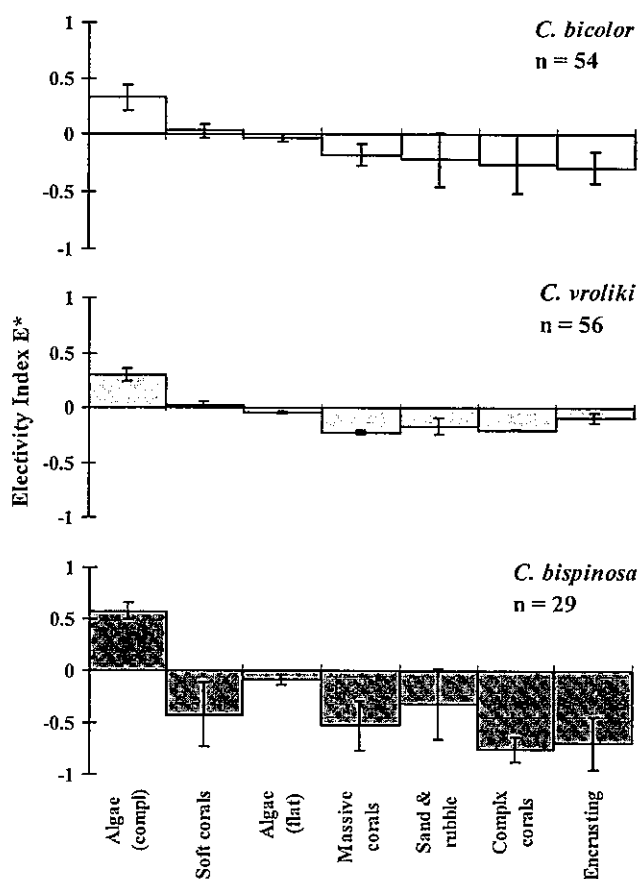 C. bicolor
n = 54
1
0.5
0
-0.5
-1
C. vroliki
n = 56
1
0.5
0
-0.5
-1
Electivity Index E*
C. bispinosa
n = 29
1
0.5
0
-0.5
-1
Algae
(compl)
Soft corals
Algae
(flat)
Massive
corals
Sand &
rubble
Complx
corals
Encrusting